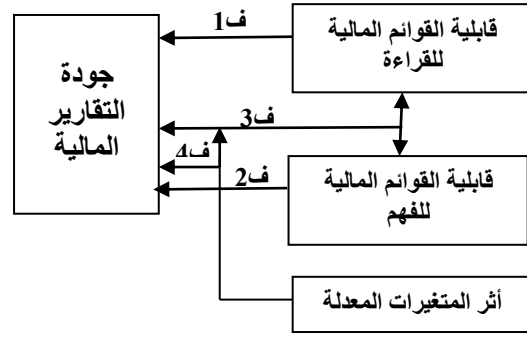 قابلية القوائم المالية
للقراءة
ف1
جودة
التقارير
المالية
ف3
ف4
ف2
قابلية القوائم المالية
للفهم
أثر المتغيرات المعدلة